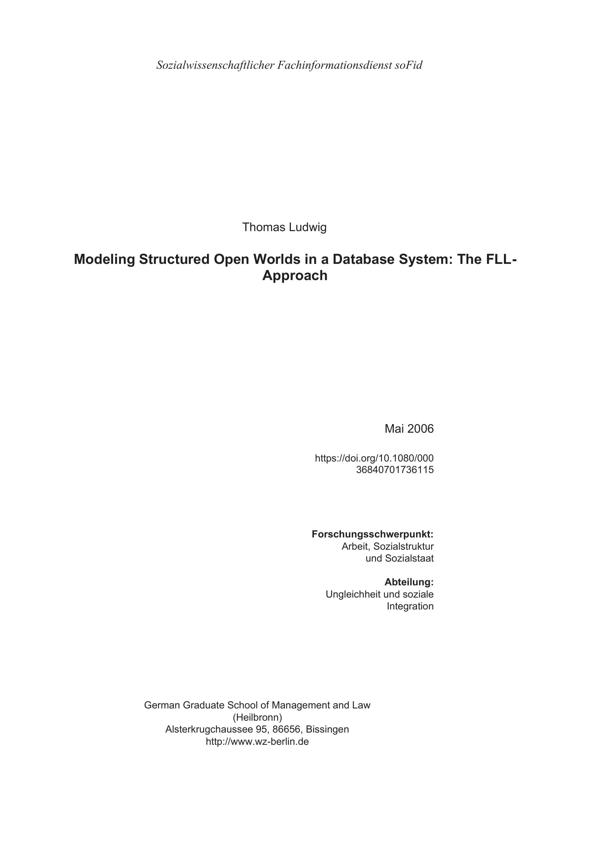 Sozialwissenschaftlicher Fachinformationsdienst soFid
Thomas Ludwig
Modeling Structured Open Worlds in a Database System: The FLL-
Approach
Mai 2006
https://doi.org/10.1080/000
36840701736115
Forschungsschwerpunkt:
Arbeit, Sozialstruktur
und Sozialstaat
Abteilung:
Ungleichheit und soziale
Integration
German Graduate School of Management and Law
(Heilbronn)
Alsterkrugchaussee 95, 86656, Bissingen
http://www.wz-berlin.de